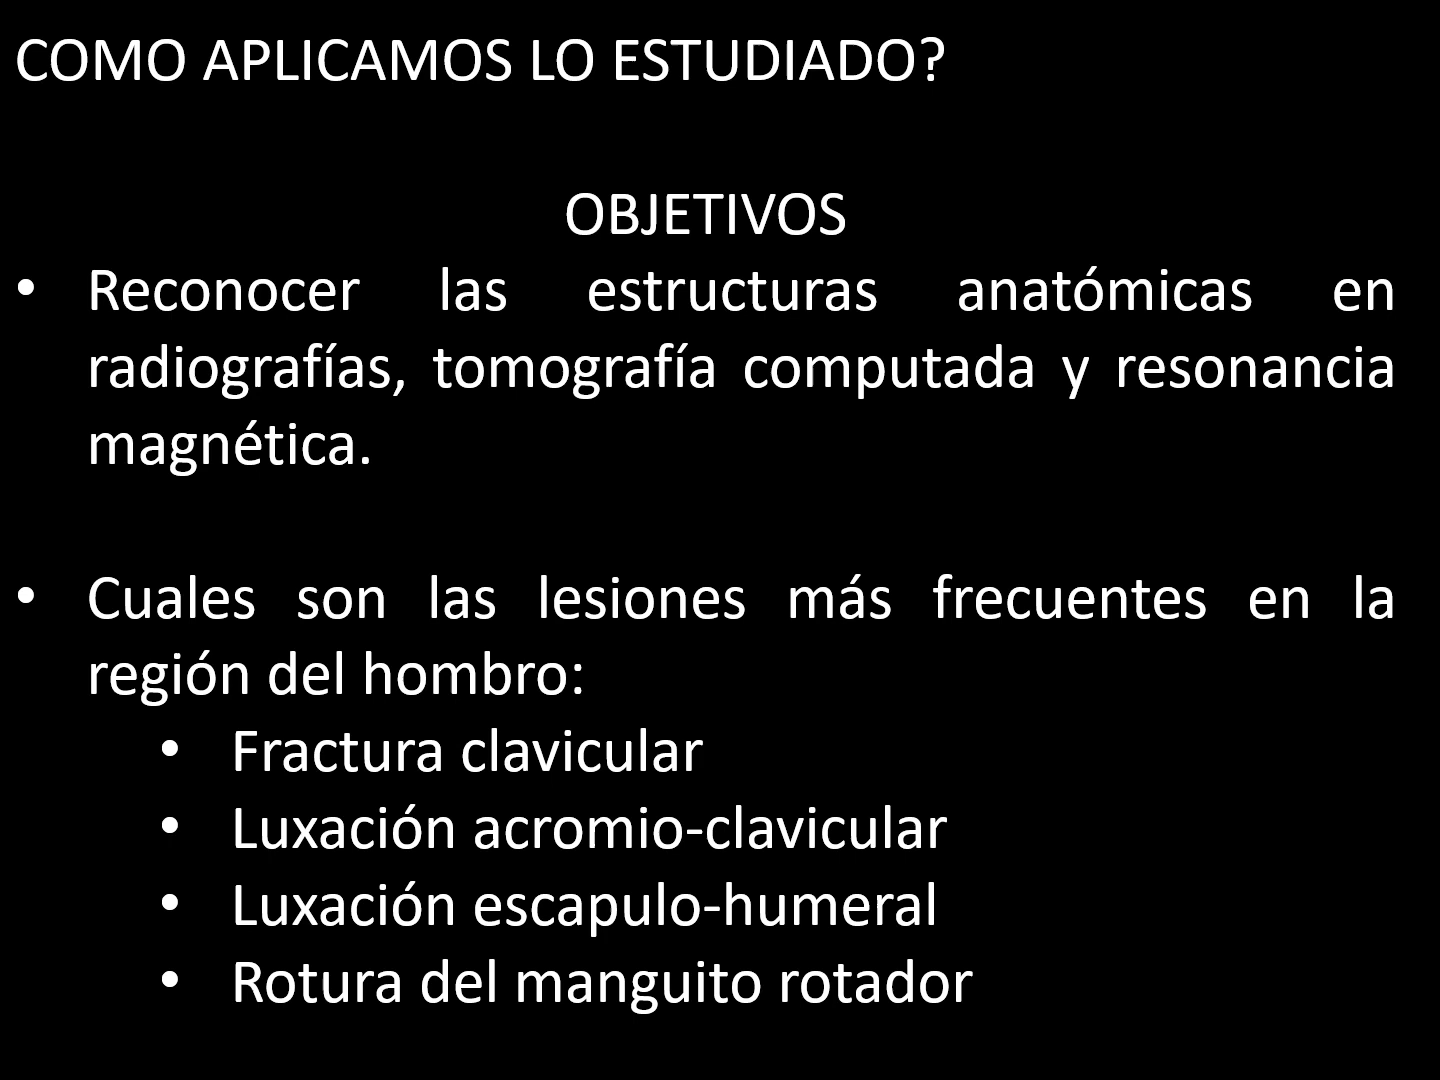 COMO APLICAMOS LO ESTUDIADO?
OBJETIVOS
• Reconocer las estructuras anatómicas en
radiografías, tomografía computada y resonancia
magnética.
• Cuales son las lesiones más frecuentes en la
región del hombro:
• Fractura clavicular
• Luxación acromio-clavicular
• Luxación escapulo-humeral
• Rotura del manguito rotador